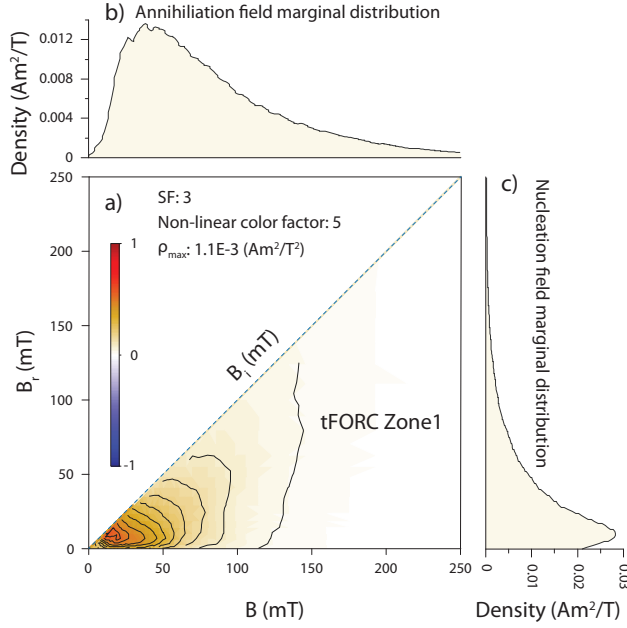 b) Annihiliation field marginal distribution
Density (Am²/T)
0.012
0.008
0.004
0
250
200
150
100
50
0
Bᵣ (mT)
a)
SF: 3
Non-linear color factor: 5
ρmax: 1.1E-3 (Am²/T²)
1
0
-1
Bᵢ (mT)
tFORC Zone1
0
50
100
150
200
250
B (mT)
c)
Nucleation field marginal distribution
0
0.01
0.02
0.03
Density (Am²/T)